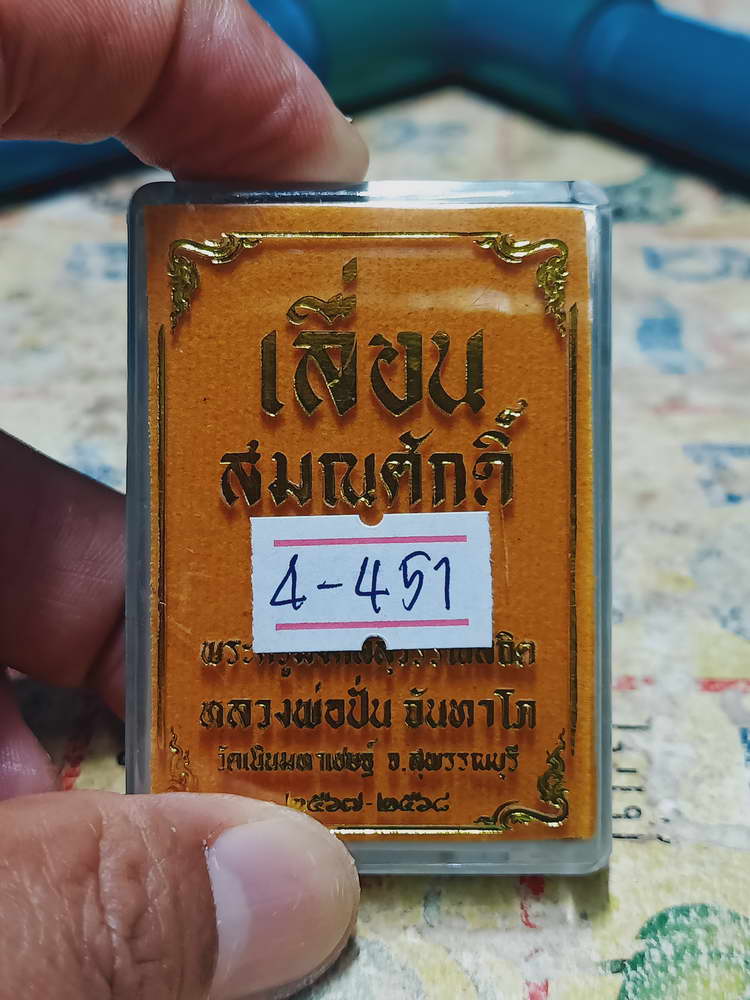 เลื่อน
สมณศักดิ์
4-451
หลวงพ่อปั่น จันทาโภ
วัดเนินมหาเชษฐ์ จ.สุพรรณบุรี
๒๕๖๗-๒๕๖๘